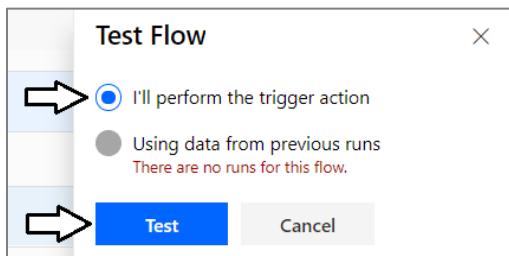 Test Flow
I'll perform the trigger action
Using data from previous runs
There are no runs for this flow.
Test
Cancel